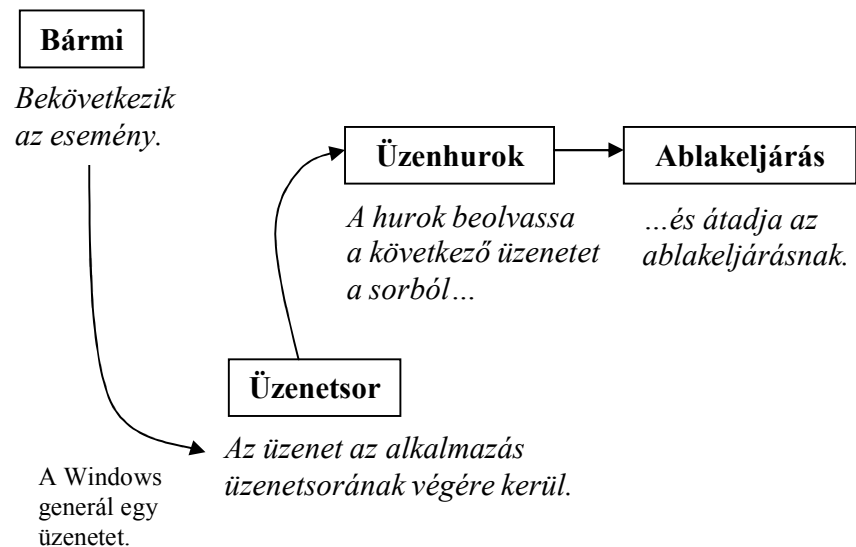 Bármi
Bekövetkezik
az esemény.
Üzenhurok
A hurok beolvassa
a következő üzenetet
a sorból…
Ablakeljárás
…és átadja az
ablakeljárásnak.
Üzenetsor
Az üzenet az alkalmazás
üzenetsorának végére kerül.
A Windows
generál egy
üzenetet.